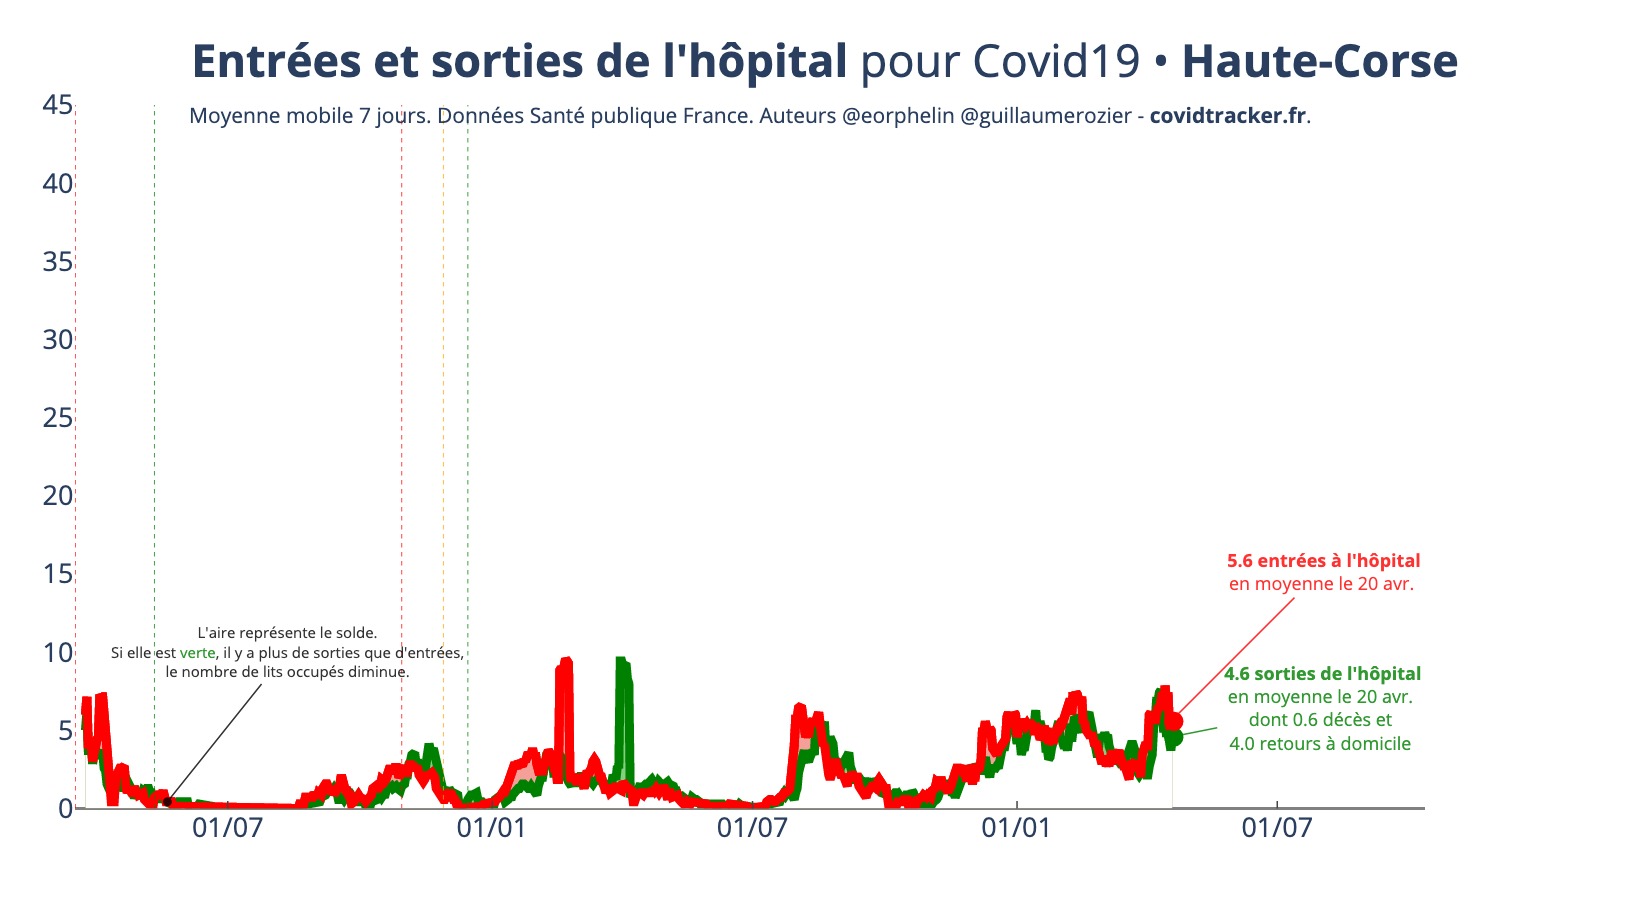 Entrées et sorties de l'hôpital pour Covid19 • Haute-Corse
Moyenne mobile 7 jours. Données Santé publique France. Auteurs @eorphelin @guillaumerozier - covidtracker.fr.
45
40
35
30
25
20
15
10
5
0
L'aire représente le solde.
Si elle est verte, il y a plus de sorties que d'entrées,
le nombre de lits occupés diminue.
5.6 entrées à l'hôpital
en moyenne le 20 avr.
4.6 sorties de l'hôpital
en moyenne le 20 avr.
dont 0.6 décès et
4.0 retours à domicile
01/07
01/01
01/07
01/01
01/07